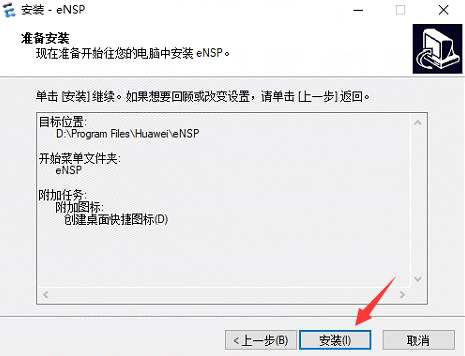 安装 - eNSP
准备安装
现在准备开始往您的电脑中安装 eNSP。
单击 [安装] 继续。如果想要回顾或改变设置，请单击 [上一步] 返回。
目标位置:
D:\Program Files\Huawei\eNSP
开始菜单文件夹:
eNSP
附加任务:
附加图标:
创建桌面快捷图标(D)
< 上一步(B)
安装(I)
取消